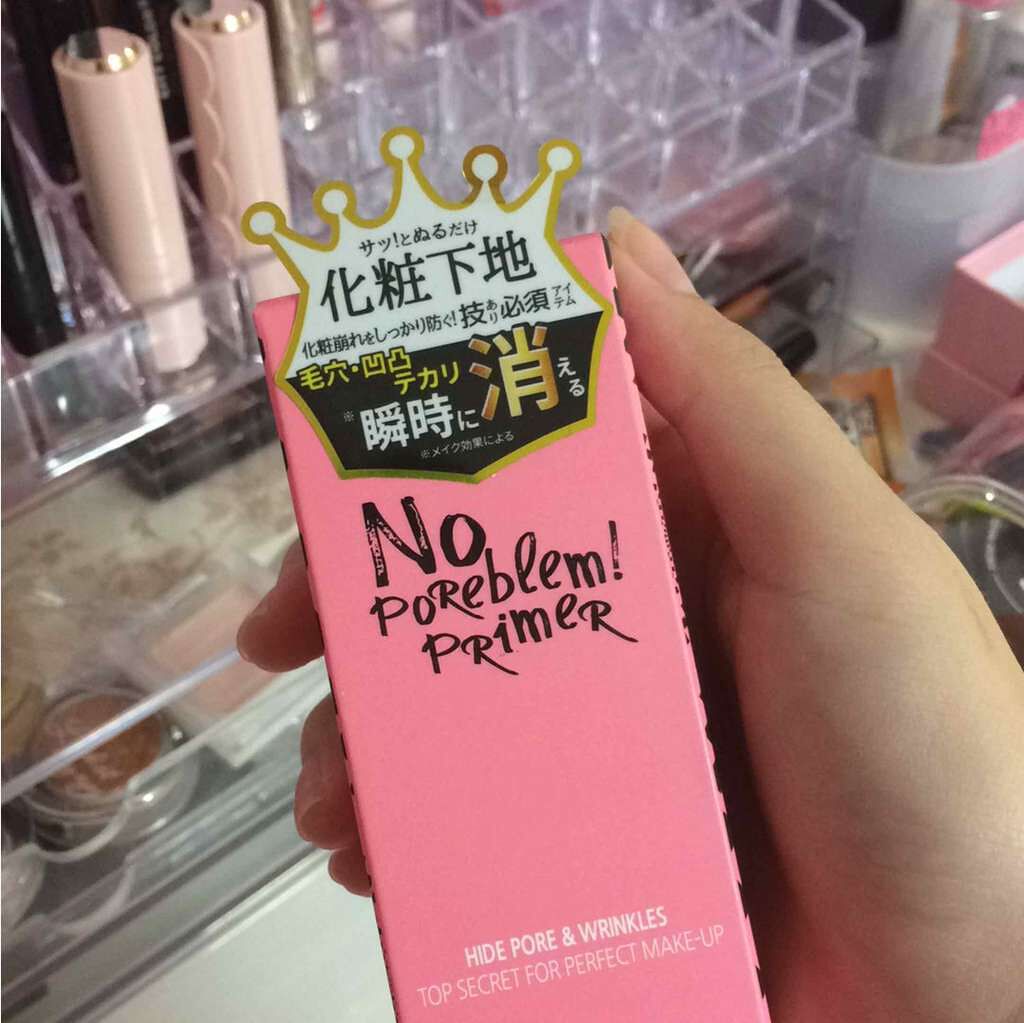 サッ!とぬるだけ
化粧下地
化粧崩れをしっかり防ぐ!技あり必須アイテム
毛穴・凹凸
テカリ
※瞬時に消える
※メイク効果による
No
POReblem!
PRimeR
HIDE PORE & WRINKLES
TOP SECRET FOR PERFECT MAKE-UP